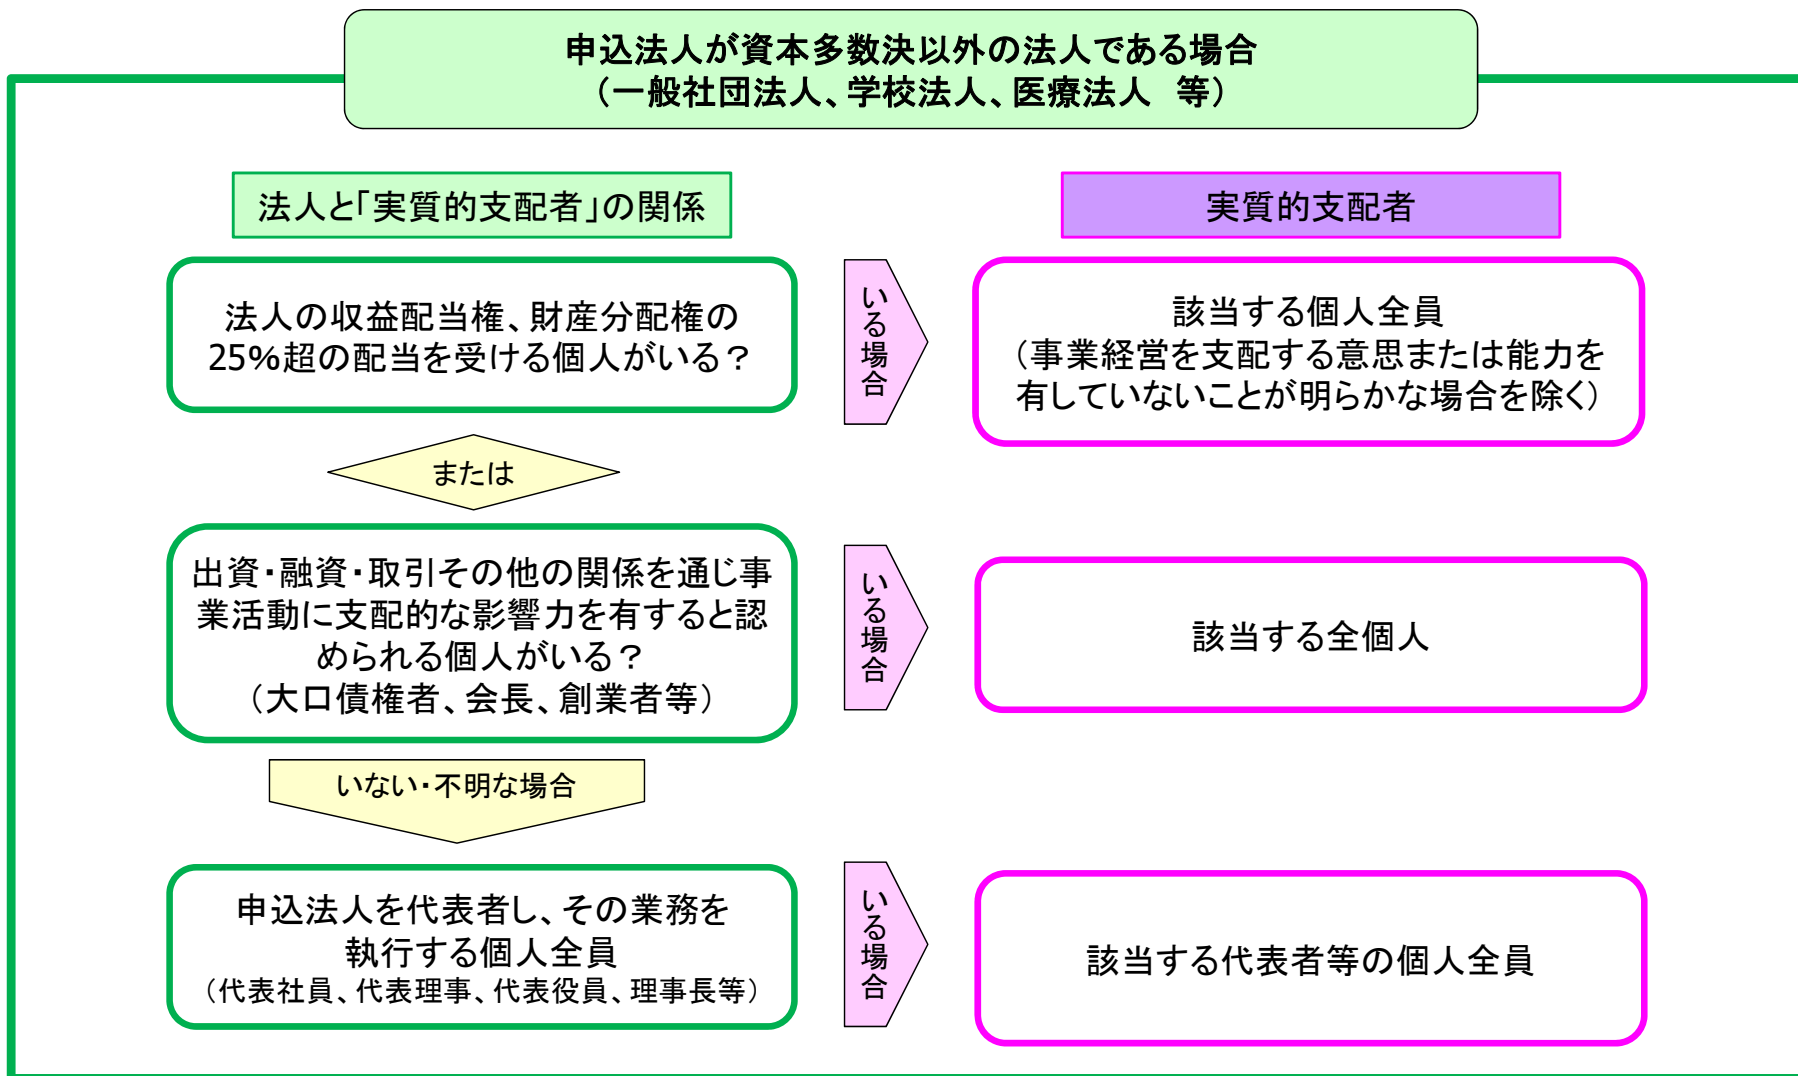 申込法人が資本多数決以外の法人である場合
（一般社団法人、学校法人、医療法人　等）
法人と「実質的支配者」の関係
実質的支配者
法人の収益配当権、財産分配権の
25%超の配当を受ける個人がいる？
いる場合
該当する個人全員
（事業経営を支配する意思または能力を
有していないことが明らかな場合を除く）
または
出資・融資・取引その他の関係を通じ事
業活動に支配的な影響力を有すると認
められる個人がいる？
（大口債権者、会長、創業者等）
いる場合
該当する全個人
いない・不明な場合
申込法人を代表者し、その業務を
執行する個人全員
（代表社員、代表理事、代表役員、理事長等）
いる場合
該当する代表者等の個人全員